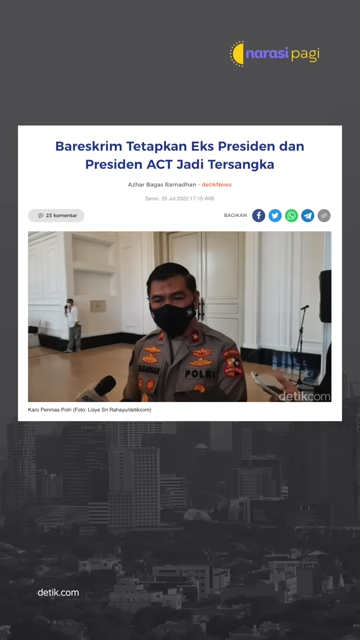 narasi pagi
Bareskrim Tetapkan Eks Presiden dan
Presiden ACT Jadi Tersangka
Azhar Bagas Ramadhan - detikNews
Senin, 25 Jul 2022 17:15 WIB
23 komentar
BAGIKAN
POLRI
detikcom
Karo Penmas Polri (Foto: Lisye Sri Rahayu/detikcom)
detik.com